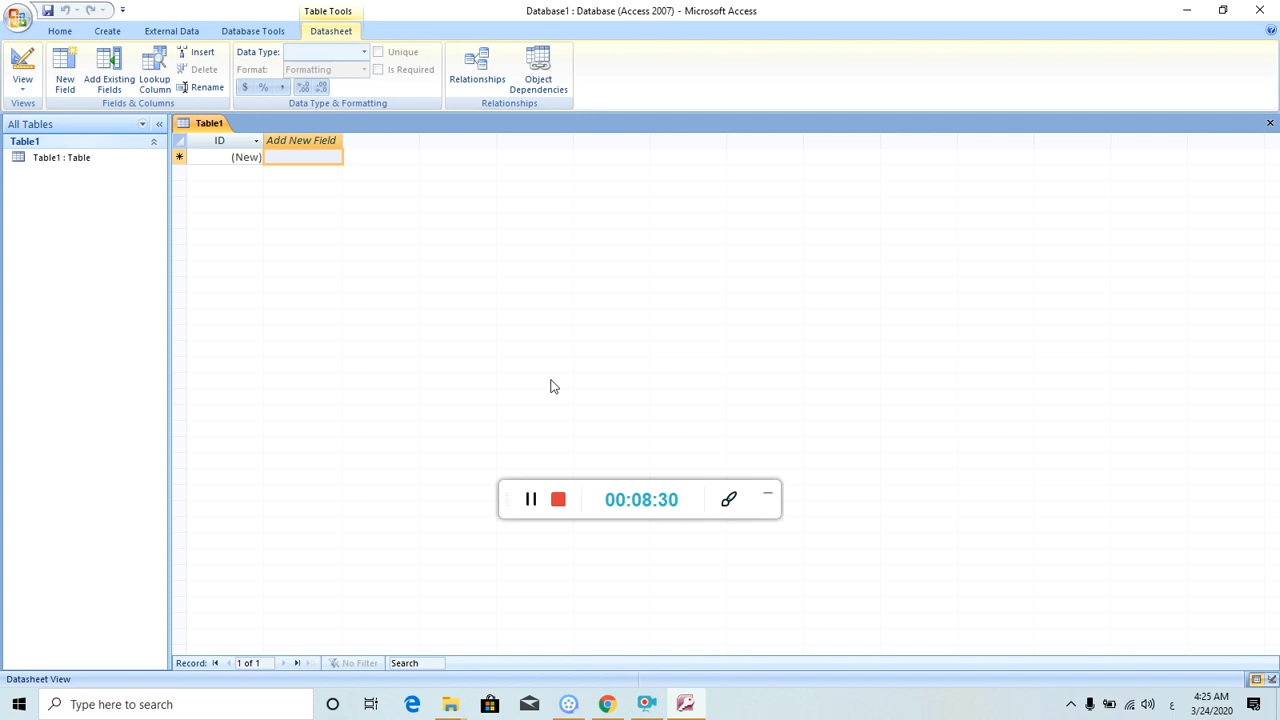 Table Tools
Database1 : Database (Access 2007) - Microsoft Access
Home
Create
External Data
Database Tools
Datasheet
View
New Field
Add Existing Fields
Lookup Column
Insert
Delete
Rename
Data Type:
Format:
Formatting
$ %
Unique
Is Required
Relationships
Object Dependencies
Views
Fields & Columns
Data Type & Formatting
Relationships
All Tables
Table1
Table1 : Table
Table1
ID
Add New Field
(New)
00:08:30
Record:
1 of 1
No Filter
Search
Datasheet View
Type here to search
ع
4:25 AM
3/24/2020